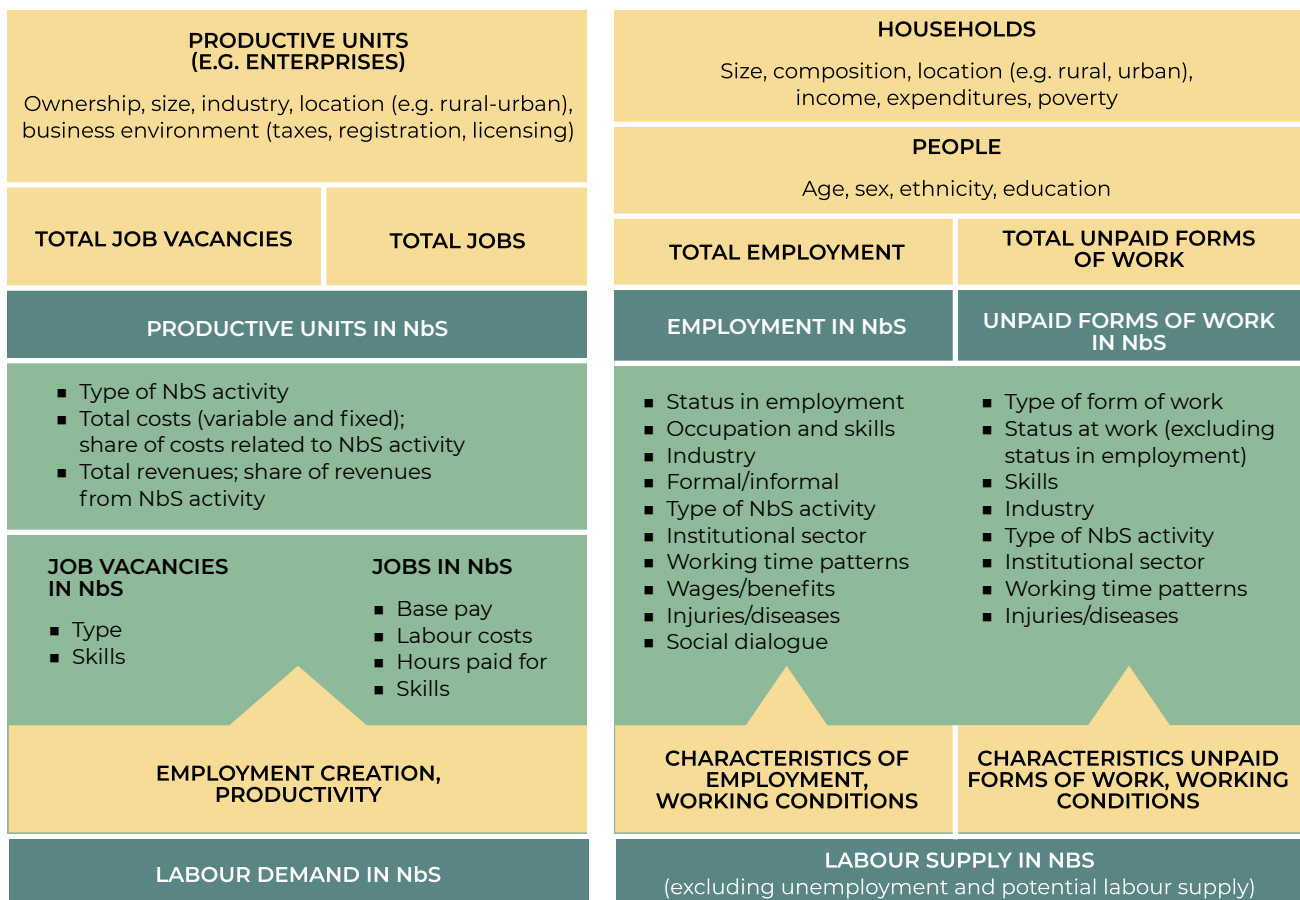 PRODUCTIVE UNITS
(E.G. ENTERPRISES)
Ownership, size, industry, location (e.g. rural-urban),
business environment (taxes, registration, licensing)
TOTAL JOB VACANCIES
TOTAL JOBS
PRODUCTIVE UNITS IN NbS
▪ Type of NbS activity
▪ Total costs (variable and fixed);
share of costs related to NbS activity
▪ Total revenues; share of revenues
from NbS activity
JOB VACANCIES
IN NbS
▪ Type
▪ Skills
JOBS IN NbS
▪ Base pay
▪ Labour costs
▪ Hours paid for
▪ Skills
EMPLOYMENT CREATION,
PRODUCTIVITY
LABOUR DEMAND IN NbS
HOUSEHOLDS
Size, composition, location (e.g. rural, urban),
income, expenditures, poverty
PEOPLE
Age, sex, ethnicity, education
TOTAL EMPLOYMENT
TOTAL UNPAID FORMS
OF WORK
EMPLOYMENT IN NbS
UNPAID FORMS OF WORK
IN NbS
▪ Status in employment
▪ Occupation and skills
▪ Industry
▪ Formal/informal
▪ Type of NbS activity
▪ Institutional sector
▪ Working time patterns
▪ Wages/benefits
▪ Injuries/diseases
▪ Social dialogue
▪ Type of form of work
▪ Status at work (excluding
status in employment)
▪ Skills
▪ Industry
▪ Type of NbS activity
▪ Institutional sector
▪ Working time patterns
▪ Injuries/diseases
CHARACTERISTICS OF
EMPLOYMENT,
WORKING CONDITIONS
CHARACTERISTICS UNPAID
FORMS OF WORK, WORKING
CONDITIONS
LABOUR SUPPLY IN NBS
(excluding unemployment and potential labour supply)